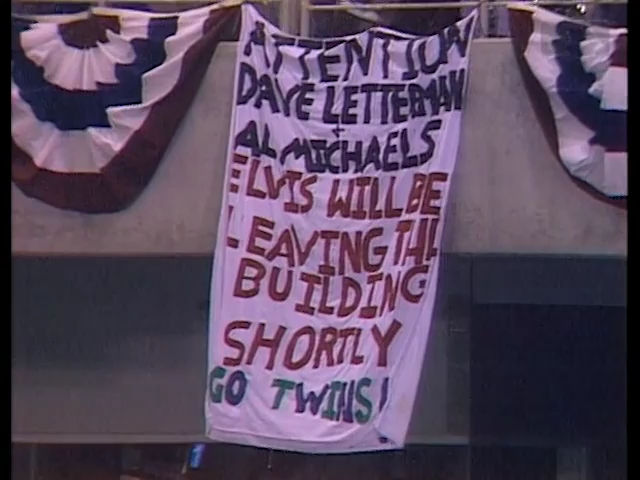 ATTENTION
DAVE LETTERMAN
+
AL MICHAELS
ELVIS WILL BE
LEAVING THE
BUILDING
SHORTLY
GO TWINS!